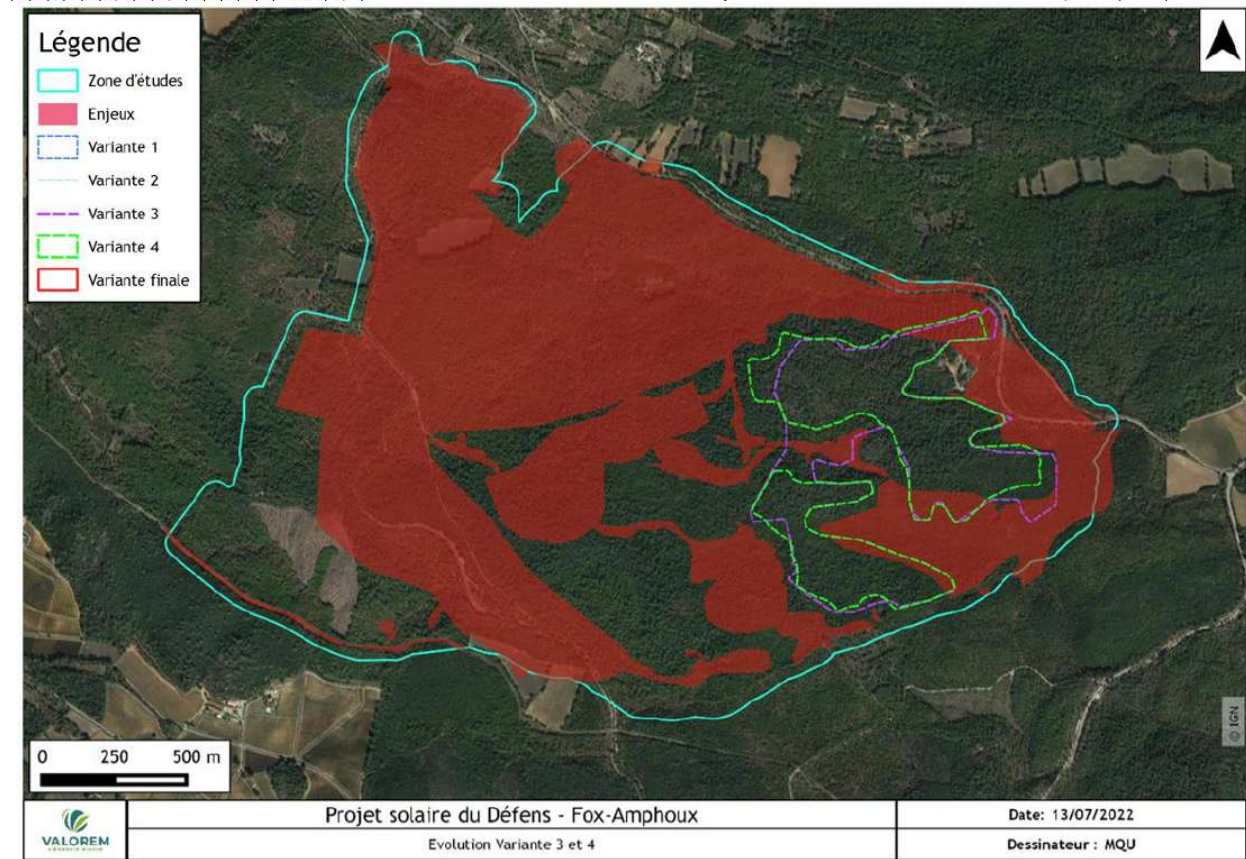 Légende
Zone d'études
Enjeux
Variante 1
Variante 2
Variante 3
Variante 4
Variante finale
0 250 500 m
© IGN
VALOREM
Projet solaire du Défens - Fox-Amphoux
Evolution Variante 3 et 4
Date: 13/07/2022
Dessinateur : MQU